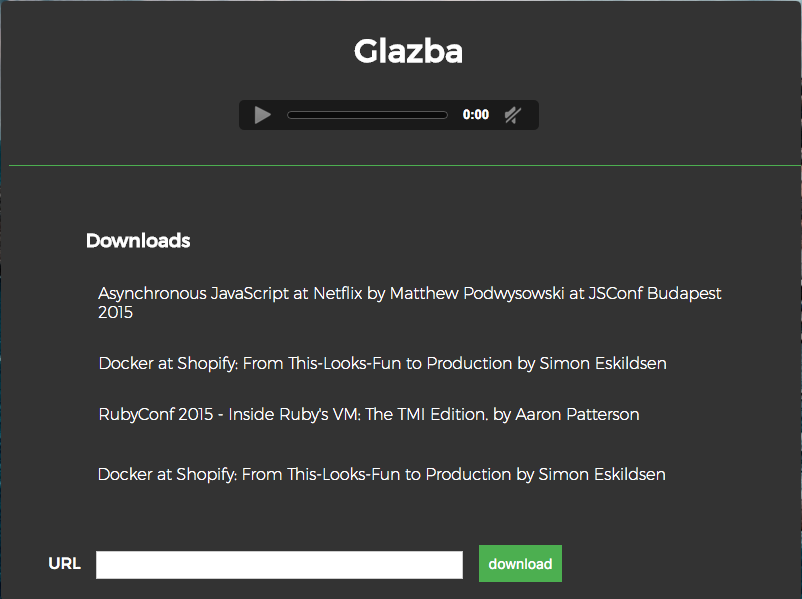 Glazba
0:00
Downloads
Asynchronous JavaScript at Netflix by Matthew Podwysowski at JSConf Budapest
2015
Docker at Shopify: From This-Looks-Fun to Production by Simon Eskildsen
RubyConf 2015 - Inside Ruby's VM: The TMI Edition. by Aaron Patterson
Docker at Shopify: From This-Looks-Fun to Production by Simon Eskildsen
URL download